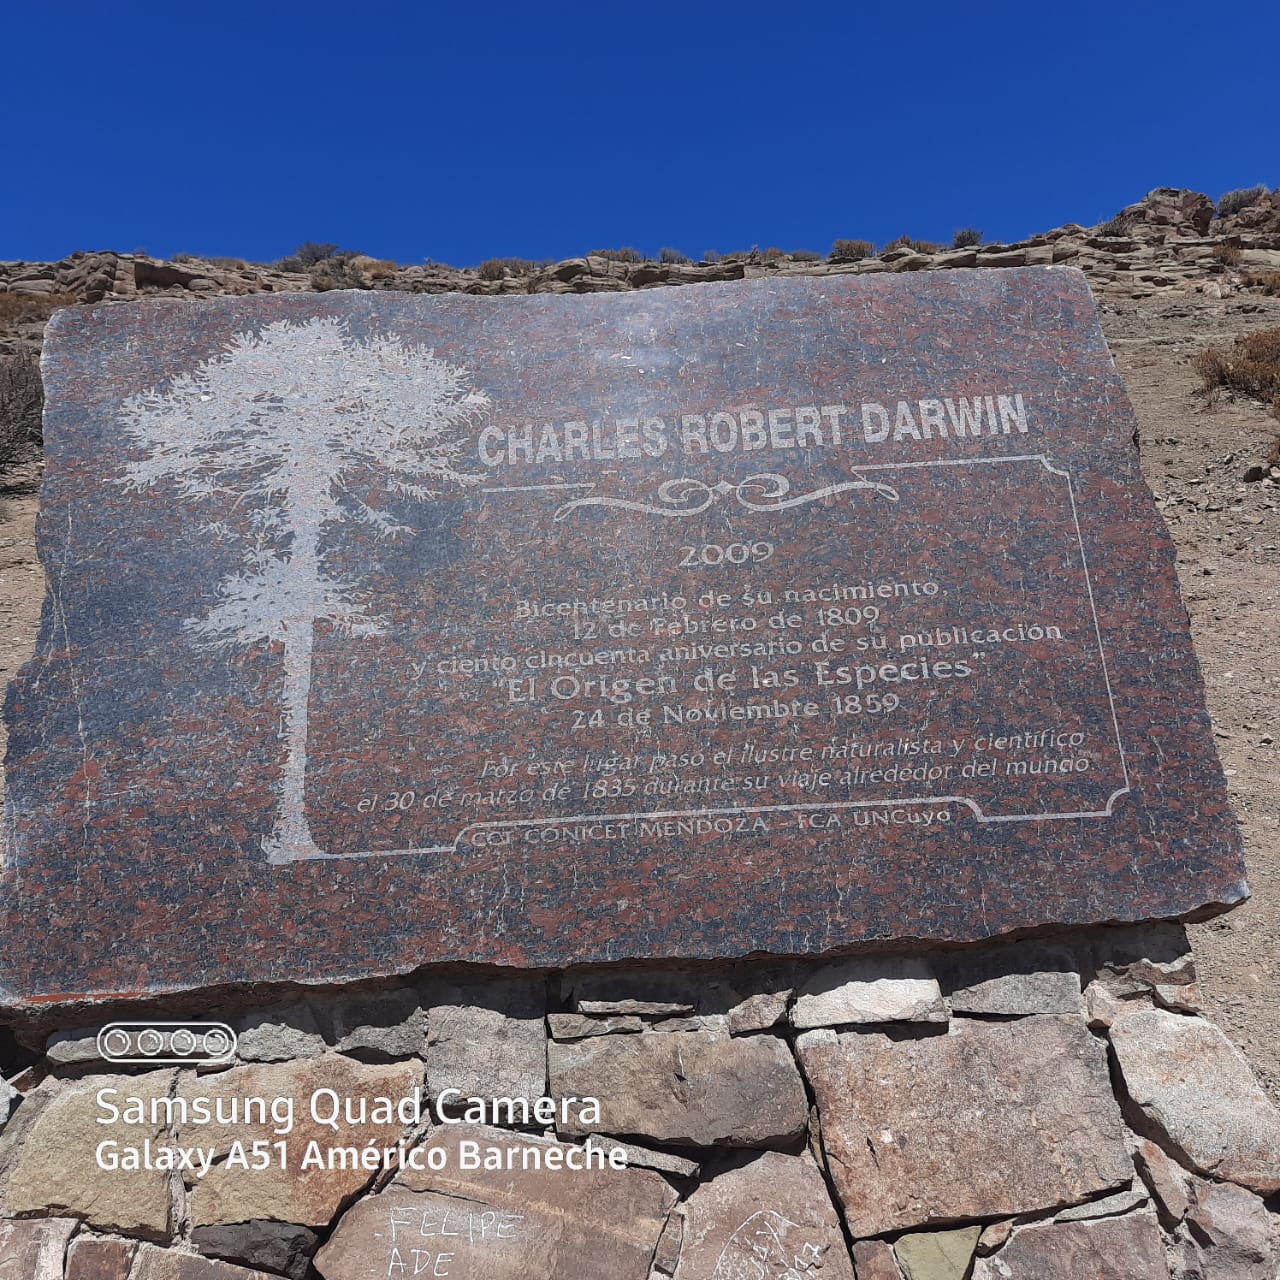 CHARLES ROBERT DARWIN
2009
Bicentenario de su nacimiento,
12 de Febrero de 1809
y ciento cincuenta aniversario de su publicación
"El Origen de las Especies"
24 de Noviembre 1859
Por este lugar pasó el ilustre naturalista y científico
el 30 de marzo de 1835 durante su viaje alrededor del mundo.
CCT CONICET MENDOZA - FCA UNCuyo
Samsung Quad Camera
Galaxy A51 Américo Barneche
FELIPE
ADE